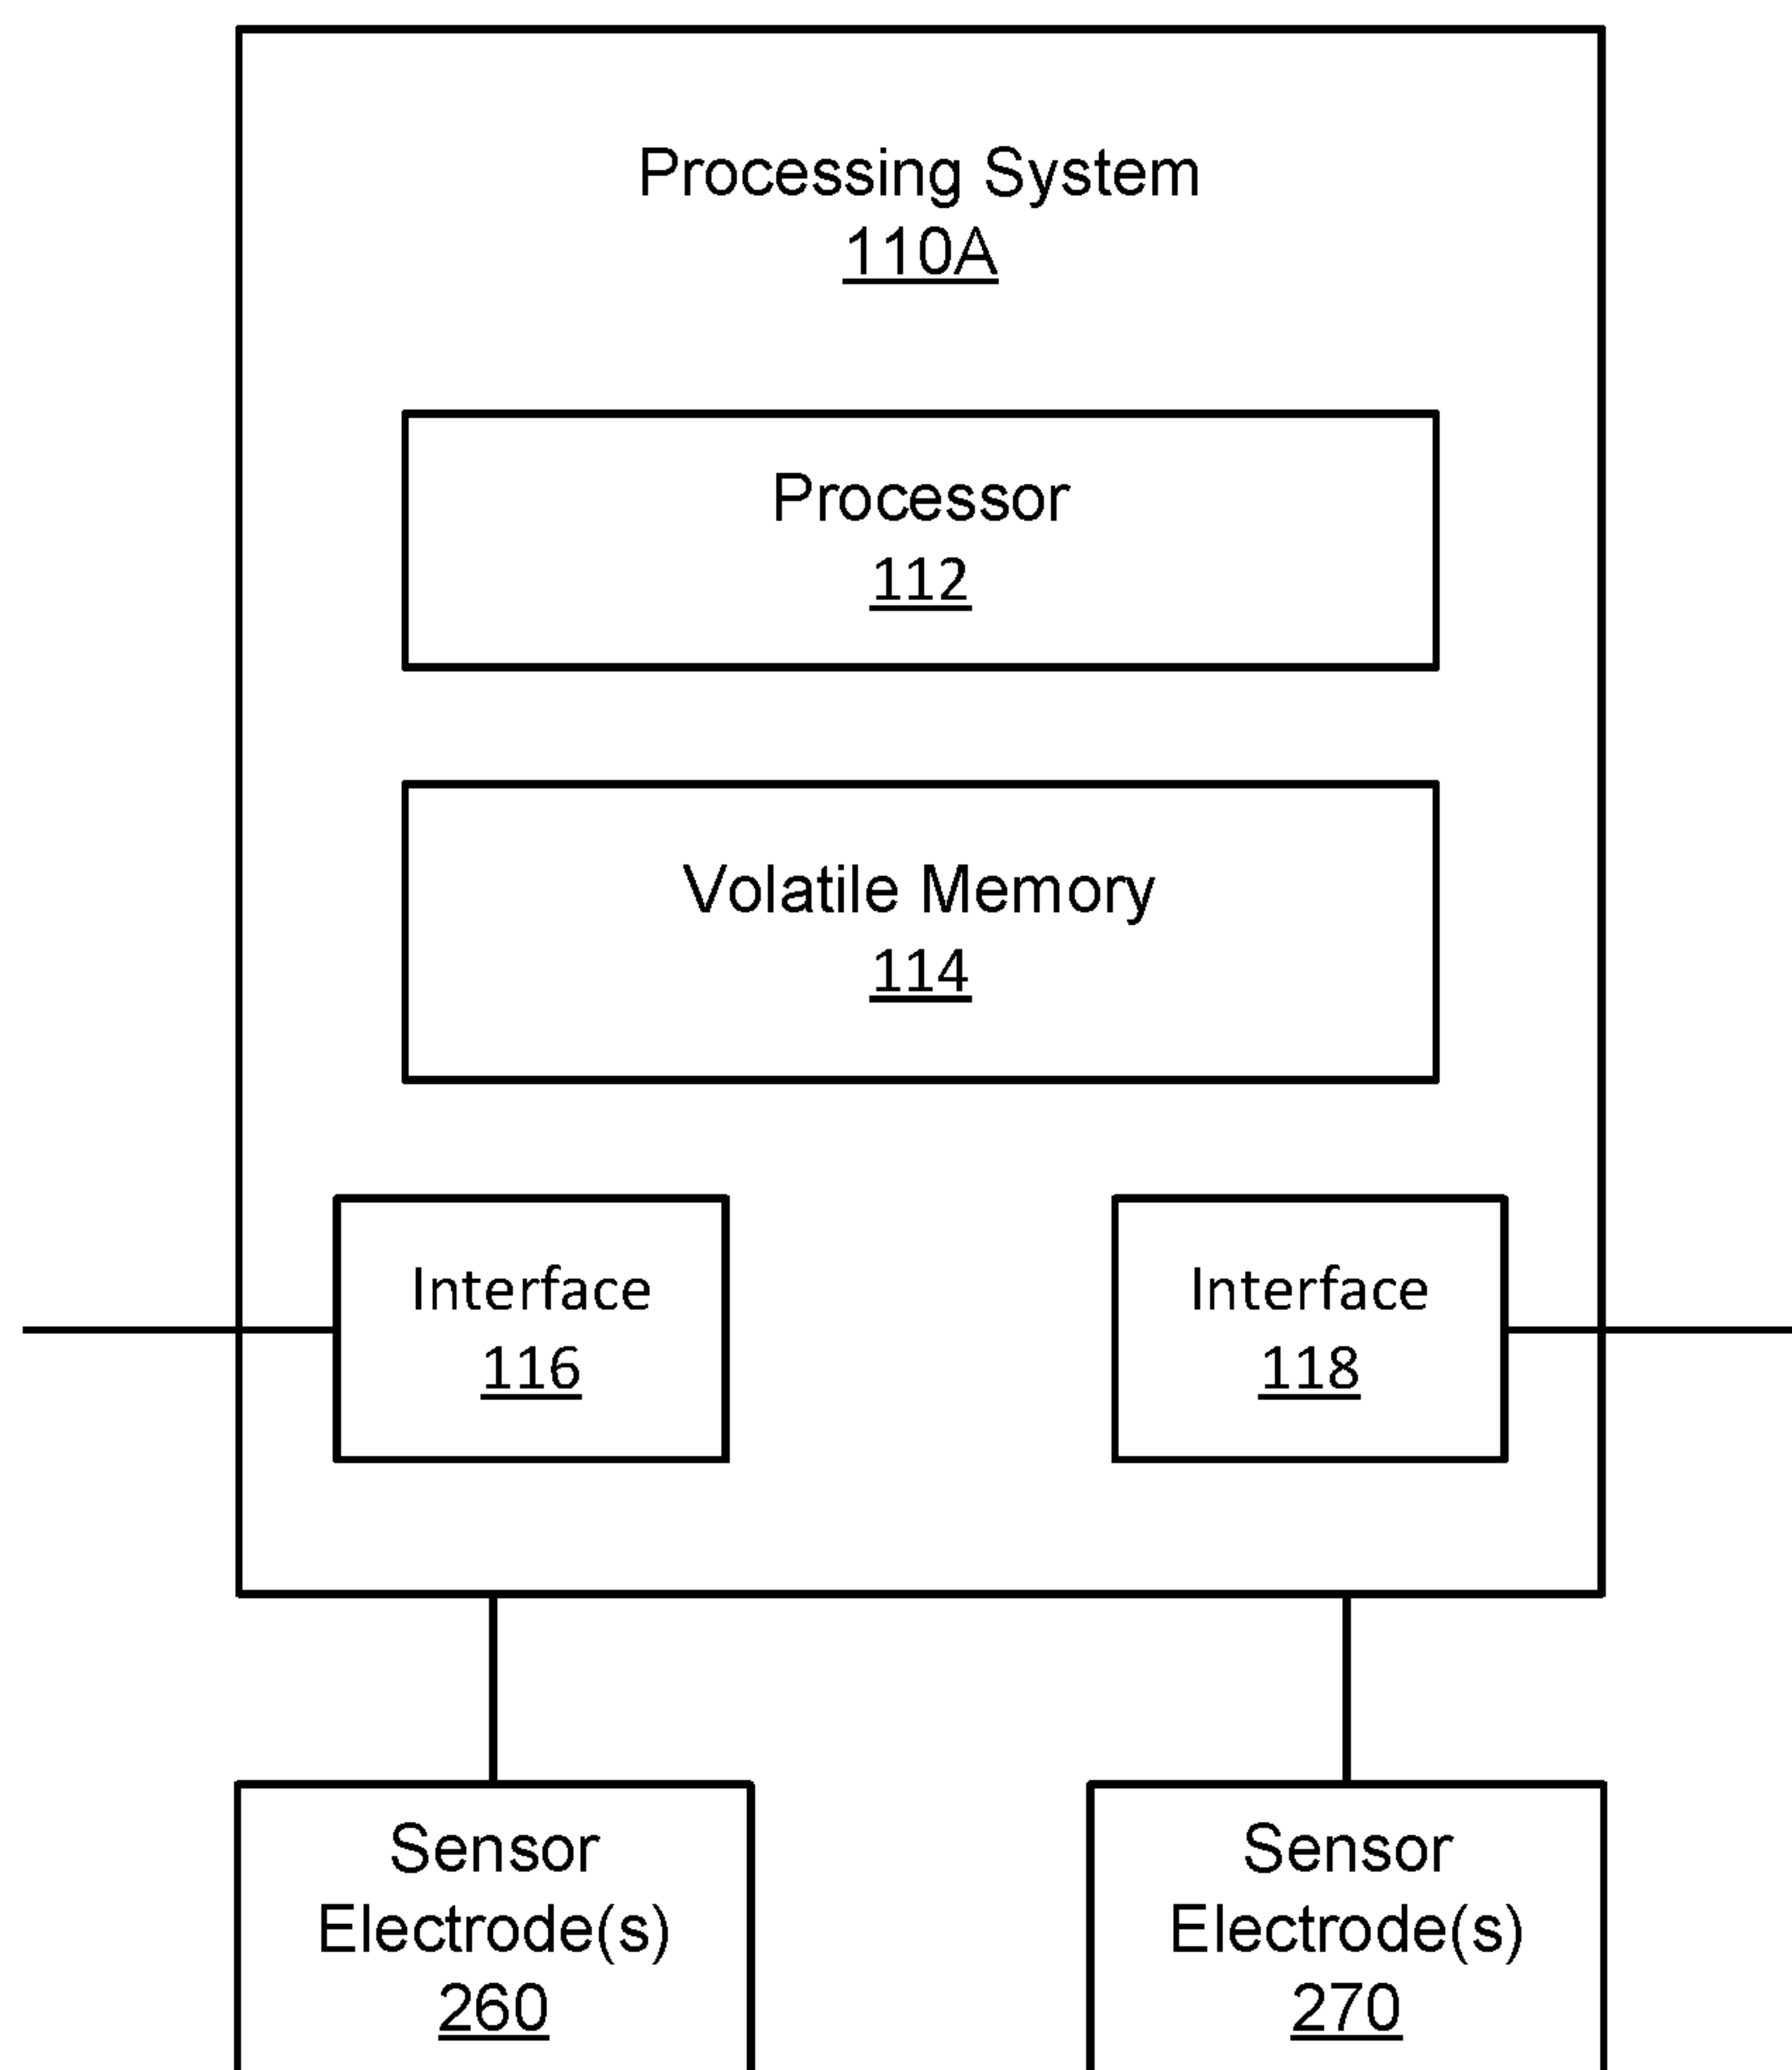 Processing System
110A
Processor
112
Volatile Memory
114
Interface
116
Interface
118
Sensor
Electrode(s)
260
Sensor
Electrode(s)
270